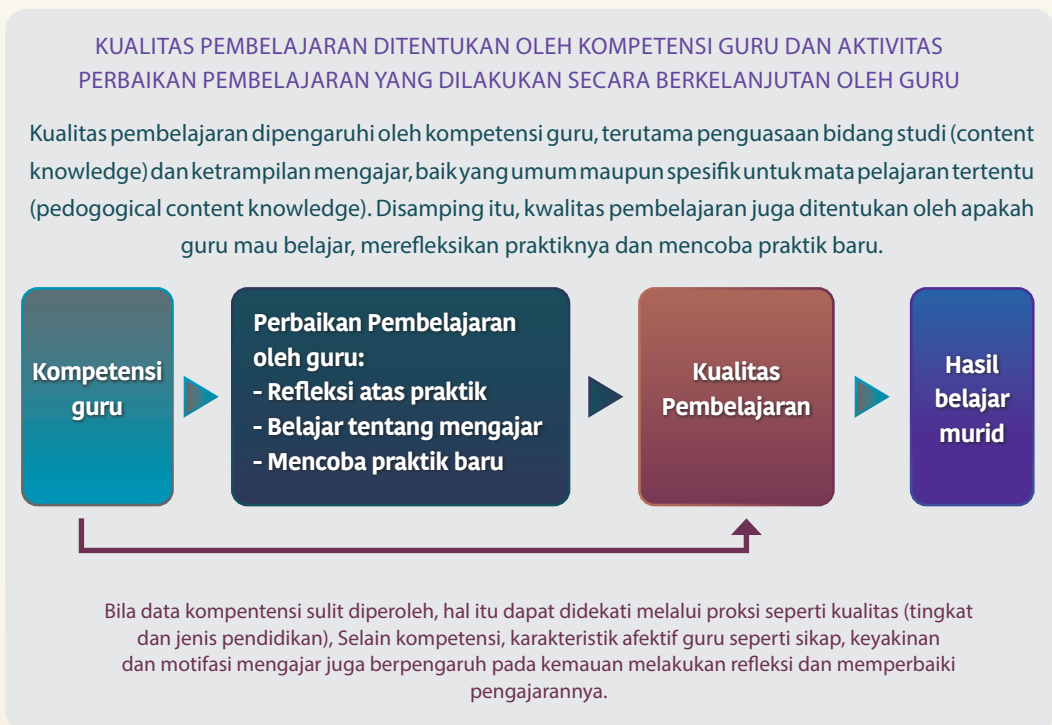 KUALITAS PEMBELAJARAN DITENTUKAN OLEH KOMPETENSI GURU DAN AKTIVITAS
PERBAIKAN PEMBELAJARAN YANG DILAKUKAN SECARA BERKELANJUTAN OLEH GURU
Kualitas pembelajaran dipengaruhi oleh kompetensi guru, terutama penguasaan bidang studi (content
knowledge) dan ketrampilan mengajar, baik yang umum maupun spesifik untuk mata pelajaran tertentu
(pedogogical content knowledge). Disamping itu, kwalitas pembelajaran juga ditentukan oleh apakah
guru mau belajar, merefleksikan praktiknya dan mencoba praktik baru.
Kompetensi
guru
Perbaikan Pembelajaran
oleh guru:
- Refleksi atas praktik
- Belajar tentang mengajar
- Mencoba praktik baru
Kualitas
Pembelajaran
Hasil
belajar
murid
Bila data kompentensi sulit diperoleh, hal itu dapat didekati melalui proksi seperti kualitas (tingkat
dan jenis pendidikan), Selain kompetensi, karakteristik afektif guru seperti sikap, keyakinan
dan motifasi mengajar juga berpengaruh pada kemauan melakukan refleksi dan memperbaiki
pengajarannya.